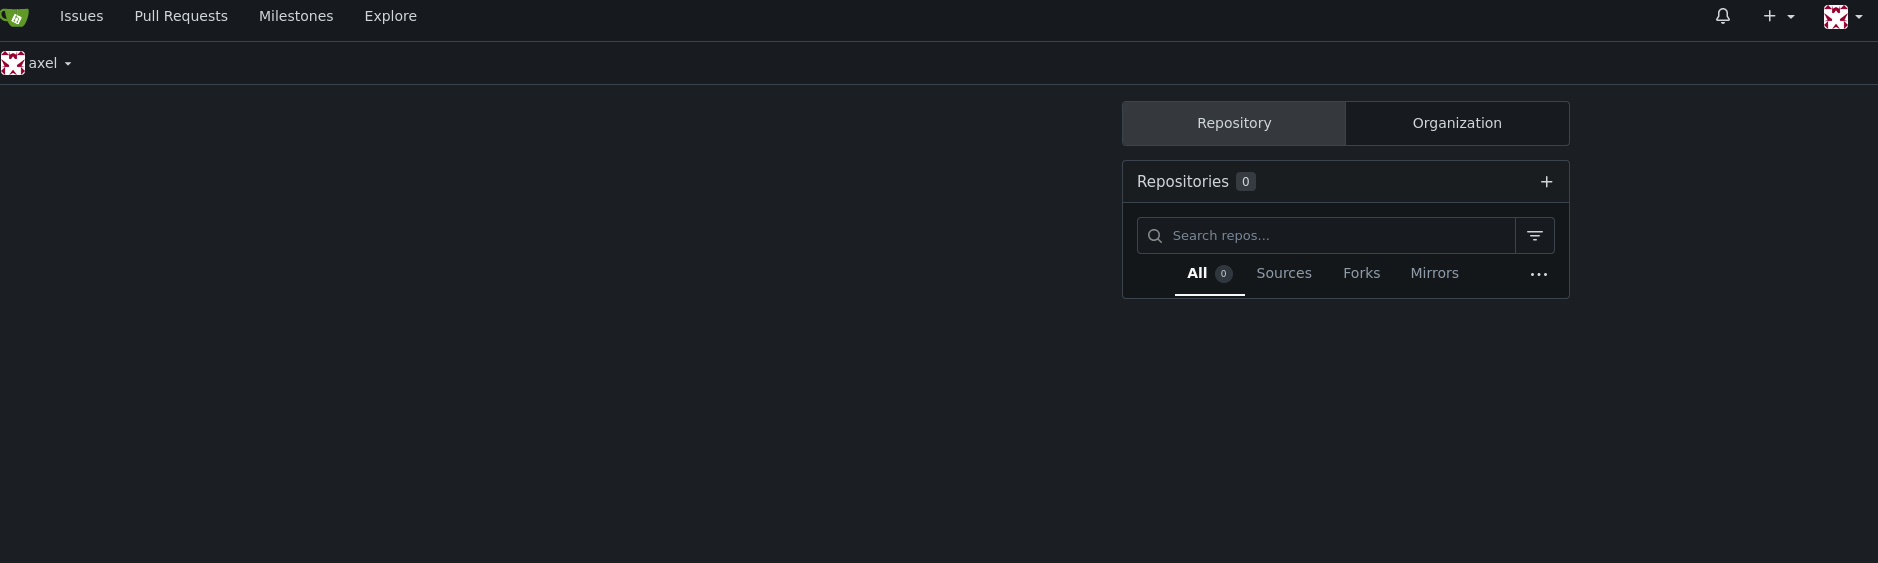 Issues Pull Requests Milestones Explore
axel
Repository Organization
Repositories 0
Search repos...
All 0 Sources Forks Mirrors